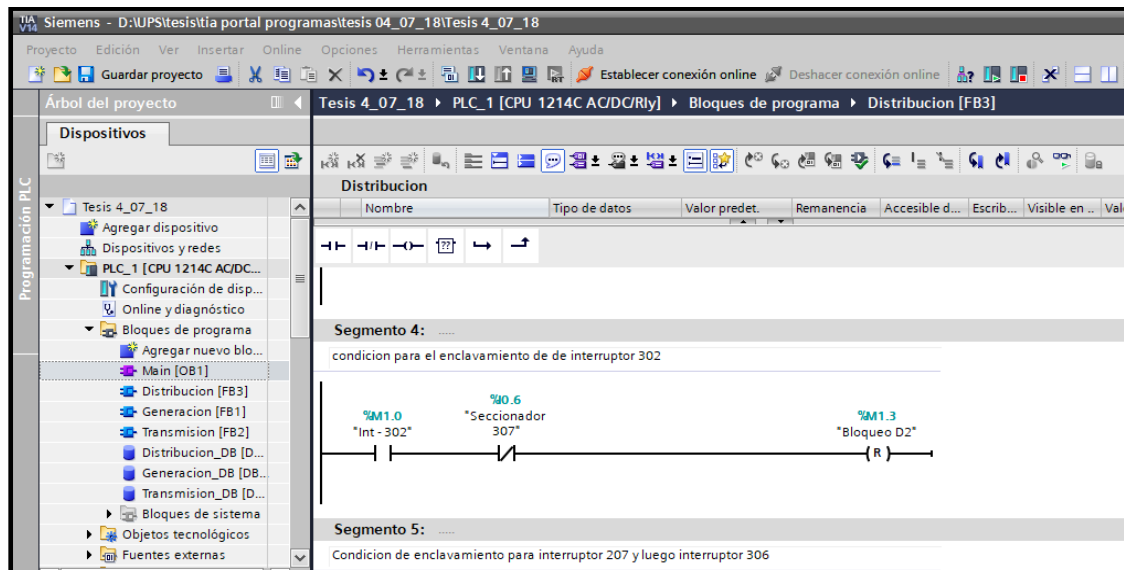 TIA V14 Siemens - D:\UPS\tesis\tia portal programas\tesis 04_07_18\Tesis 4_07_18
Proyecto Edición Ver Insertar Online Opciones Herramientas Ventana Ayuda
Guardar proyecto Establecer conexión online Deshacer conexión online
Árbol del proyecto
Tesis 4_07_18 PLC_1 [CPU 1214C AC/DC/Rly] Bloques de programa Distribucion [FB3]
Dispositivos
Programación PLC
Distribucion
Nombre Tipo de datos Valor predet. Remanencia Accesible d... Escrib... Visible en .. Val
Tesis 4_07_18
Agregar dispositivo
Dispositivos y redes
PLC_1 [CPU 1214C AC/DC...
Configuración de disp...
Online y diagnóstico
Bloques de programa
Agregar nuevo blo...
Main [OB1]
Distribucion [FB3]
Generacion [FB1]
Transmision [FB2]
Distribucion_DB [D...
Generacion_DB [DB...
Transmision_DB [D...
Bloques de sistema
Objetos tecnológicos
Fuentes externas
??
Segmento 4: .....
condicion para el enclavamiento de de interruptor 302
%M1.0
"Int - 302"
%I0.6
"Seccionador
307"
%M1.3
"Bloqueo D2"
R
Segmento 5: .....
Condicion de enclavamiento para interruptor 207 y luego interruptor 306